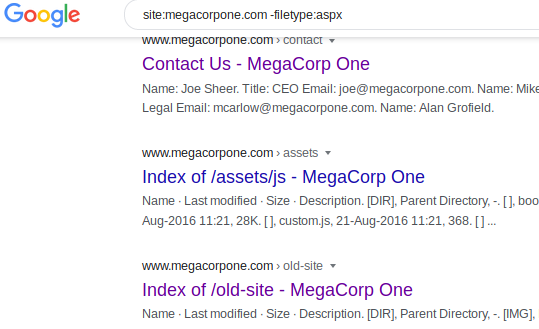 Google site:megacorpone.com -filetype:aspx
www.megacorpone.com › contact
Contact Us - MegaCorp One
Name: Joe Sheer. Title: CEO Email: joe@megacorpone.com. Name: Mike
Legal Email: mcarlow@megacorpone.com. Name: Alan Grofield.
www.megacorpone.com › assets
Index of /assets/js - MegaCorp One
Name · Last modified · Size · Description. [DIR], Parent Directory, -. [ ], boo
Aug-2016 11:21, 28K. [ ], custom.js, 21-Aug-2016 11:21, 368. [ ] ...
www.megacorpone.com › old-site
Index of /old-site - MegaCorp One
Name · Last modified · Size · Description. [DIR], Parent Directory, -. [IMG],